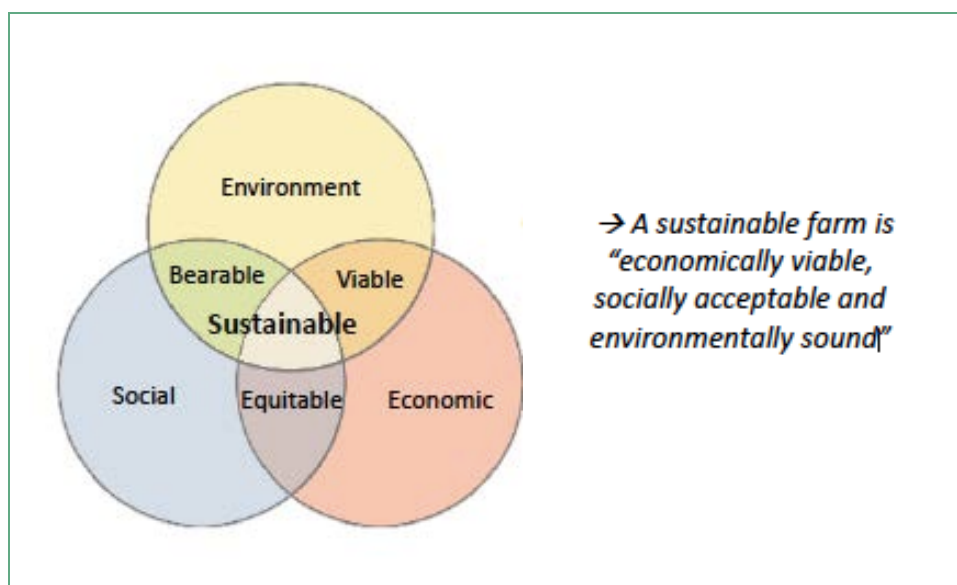 Environment
Bearable
Viable
Sustainable
Social
Equitable
Economic
→ A sustainable farm is
“economically viable,
socially acceptable and
environmentally sound”